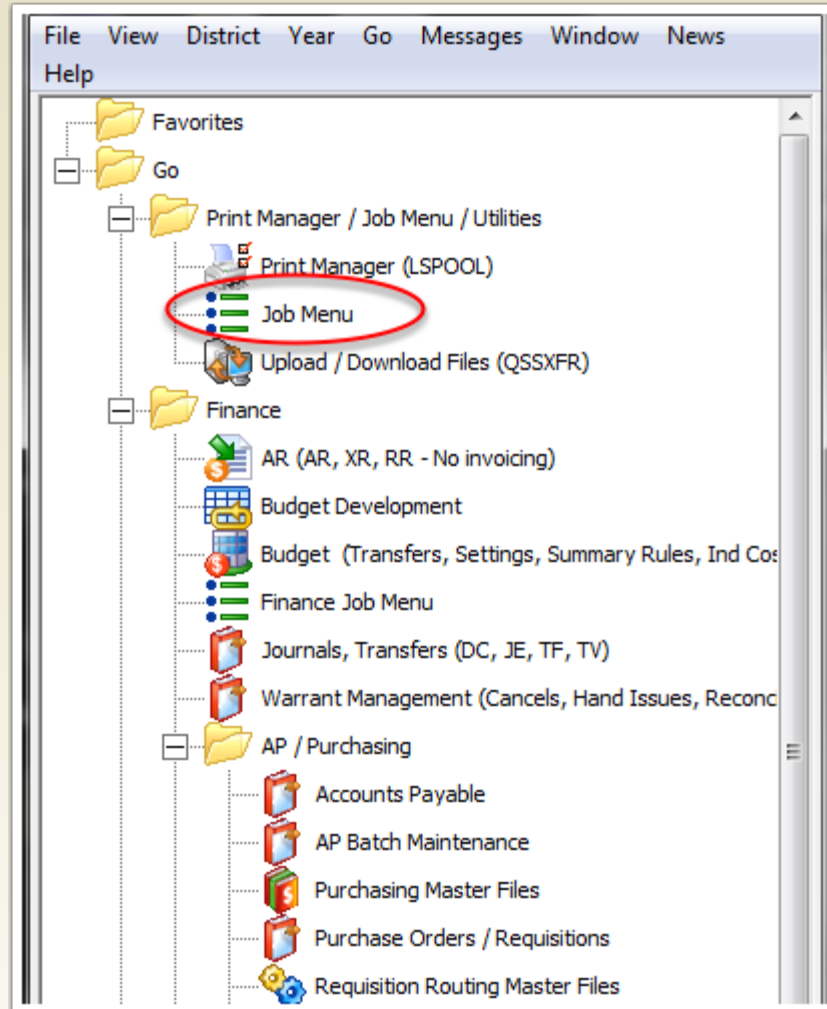 File View District Year Go Messages Window News
Help
Favorites
Go
Print Manager / Job Menu / Utilities
Print Manager (LSPOOL)
Job Menu
Upload / Download Files (QSSXFR)
Finance
AR (AR, XR, RR - No invoicing)
Budget Development
Budget (Transfers, Settings, Summary Rules, Ind Cos
Finance Job Menu
Journals, Transfers (DC, JE, TF, TV)
Warrant Management (Cancels, Hand Issues, Reconc
AP / Purchasing
Accounts Payable
AP Batch Maintenance
Purchasing Master Files
Purchase Orders / Requisitions
Requisition Routing Master Files